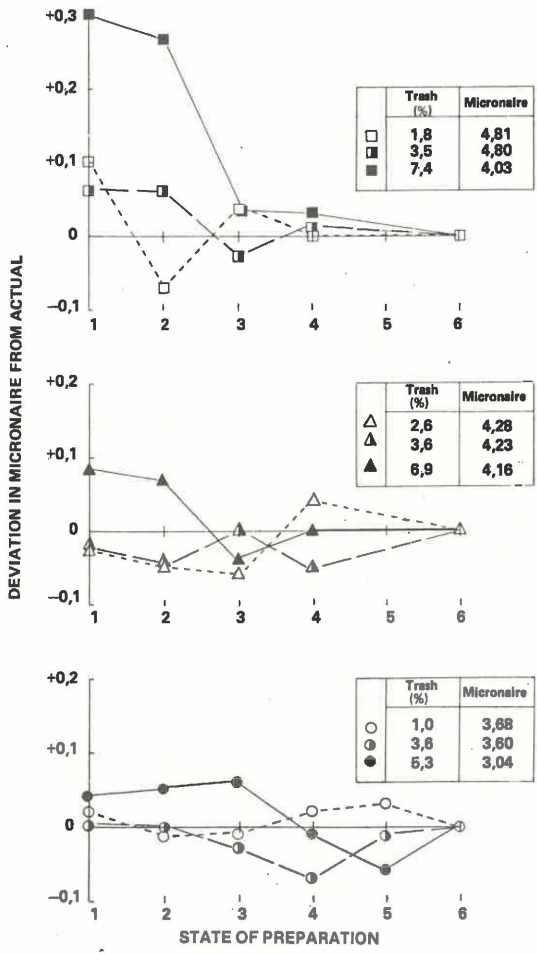 +0,3
+0,2
+0,1
0
–0,1
1 2 3 4 5 6
Trash (%) Micronaire
1,8 4,81
3,5 4,80
7,4 4,03
DEVIATION IN MICRONAIRE FROM ACTUAL
+0,2
+0,1
0
–0,1
1 2 3 4 5 6
Trash (%) Micronaire
2,6 4,28
3,6 4,23
6,9 4,16
+0,2
+0,1
0
–0,1
1 2 3 4 5 6
Trash (%) Micronaire
1,0 3,68
3,6 3,60
5,3 3,04
STATE OF PREPARATION